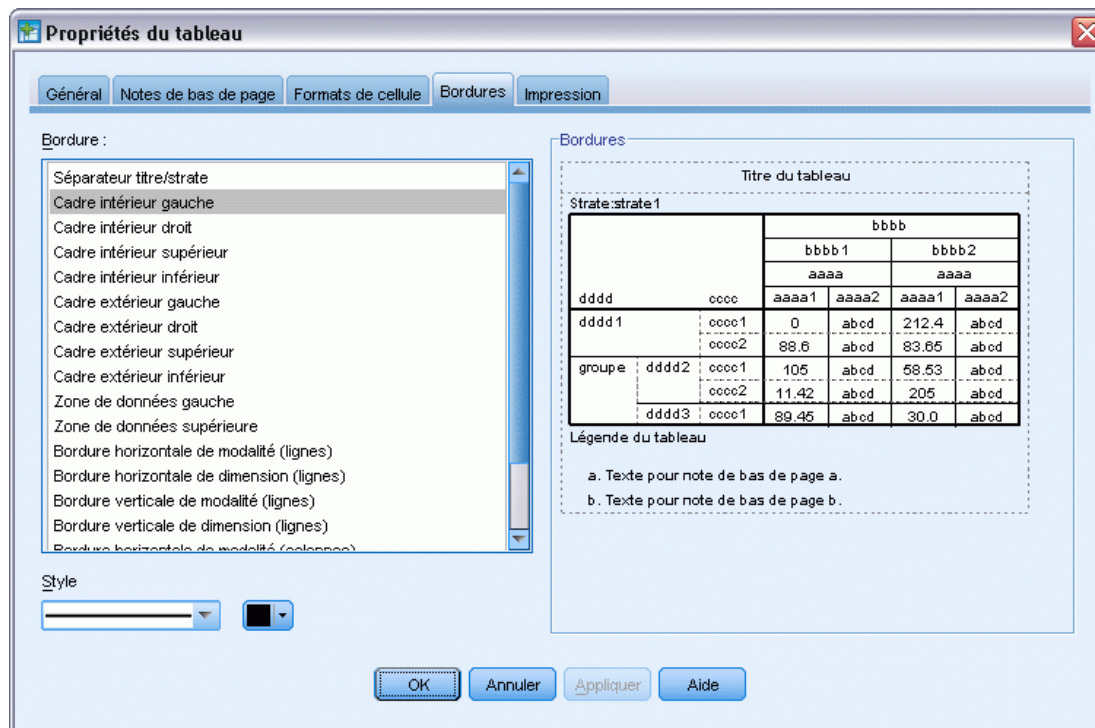 Propriétés du tableau
Général Notes de bas de page Formats de cellule Bordures Impression
Bordure :
Séparateur titre/strate
Cadre intérieur gauche
Cadre intérieur droit
Cadre intérieur supérieur
Cadre intérieur inférieur
Cadre extérieur gauche
Cadre extérieur droit
Cadre extérieur supérieur
Cadre extérieur inférieur
Zone de données gauche
Zone de données supérieure
Bordure horizontale de modalité (lignes)
Bordure horizontale de dimension (lignes)
Bordure verticale de modalité (lignes)
Bordure verticale de dimension (lignes)
Bordure horizontale de modalité (colonnes)
Style
Bordures
Titre du tableau
Strate:strate1
bbbb
bbbb1 bbbb2
aaaa aaaa
dddd cccc aaaa1 aaaa2 aaaa1 aaaa2
dddd1 cccc1 0 abcd 212.4 abcd
cccc2 88.6 abcd 83.65 abcd
groupe dddd2 cccc1 105 abcd 58.53 abcd
cccc2 11.42 abcd 205 abcd
dddd3 cccc1 89.45 abcd 30.0 abcd
Légende du tableau
a. Texte pour note de bas de page a.
b. Texte pour note de bas de page b.
OK Annuler Appliquer Aide